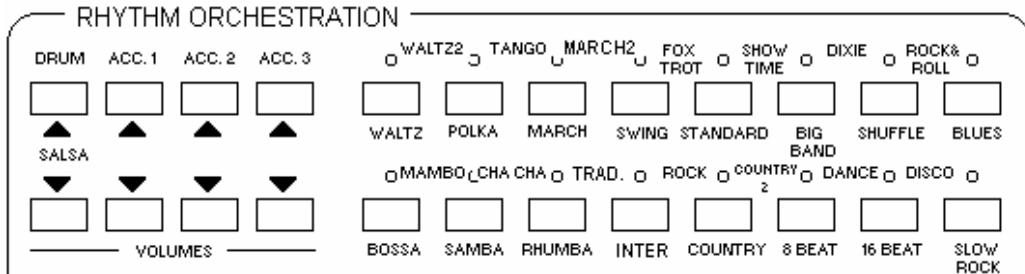 RHYTHM ORCHESTRATION
DRUM ACC. 1 ACC. 2 ACC. 3
WALTZ2 TANGO MARCH2 FOX TROT SHOW TIME DIXIE ROCK& ROLL
WALTZ POLKA MARCH SWING STANDARD BIG BAND SHUFFLE BLUES
SALSA
MAMBO CHA CHA TRAD. ROCK COUNTRY 2 DANCE DISCO
VOLUMES
BOSSA SAMBA RHUMBA INTER COUNTRY 8 BEAT 16 BEAT SLOW ROCK